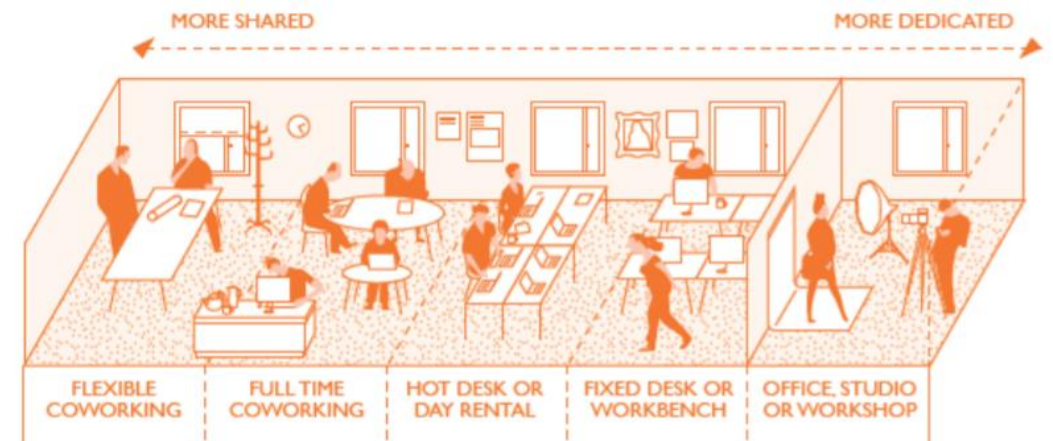 MORE SHARED
MORE DEDICATED
FLEXIBLE
COWORKING
FULL TIME
COWORKING
HOT DESK OR
DAY RENTAL
FIXED DESK OR
WORKBENCH
OFFICE, STUDIO
OR WORKSHOP